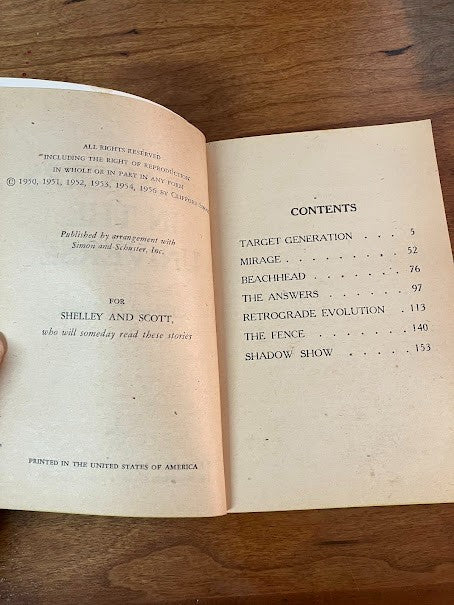 ALL RIGHTS RESERVED
INCLUDING THE RIGHT OF REPRODUCTION
IN WHOLE OR IN PART IN ANY FORM
© 1950, 1951, 1952, 1953, 1954, 1956 BY CLIFFORD
Published by arrangement with
Simon and Schuster, Inc.
FOR
SHELLEY AND SCOTT,
who will someday read these stories
PRINTED IN THE UNITED STATES OF AMERICA
CONTENTS
TARGET GENERATION . . . 5
MIRAGE . . . . . . . . . 52
BEACHHEAD . . . . . . . 76
THE ANSWERS . . . . . . 97
RETROGRADE EVOLUTION . 113
THE FENCE . . . . . . . 140
SHADOW SHOW . . . . . 153